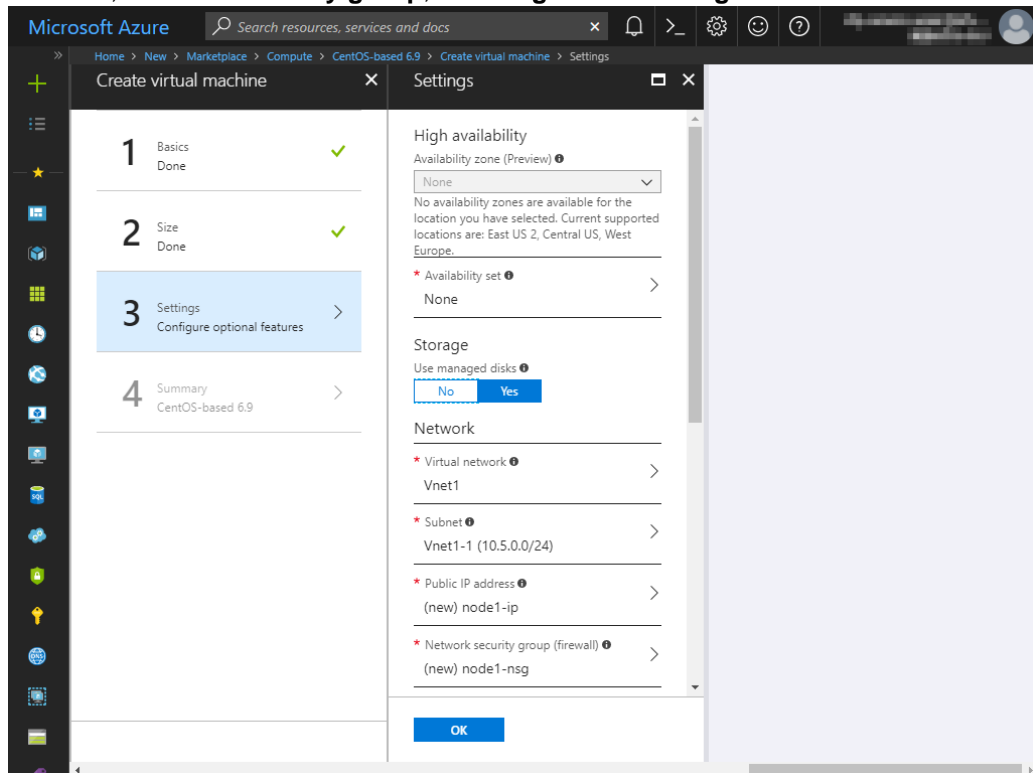 group,
Microsoft Azure
Search resources, services and docs
Home > New > Marketplace > Compute > CentOS-based 6.9 > Create virtual machine > Settings
Create virtual machine
1
Basics
Done
2
Size
Done
3
Settings
Configure optional features
4
Summary
CentOS-based 6.9
Settings
High availability
Availability zone (Preview)
None
No availability zones are available for the
location you have selected. Current supported
locations are: East US 2, Central US, West
Europe.
* Availability set
None
Storage
Use managed disks
No Yes
Network
* Virtual network
Vnet1
* Subnet
Vnet1-1 (10.5.0.0/24)
* Public IP address
(new) node1-ip
* Network security group (firewall)
(new) node1-nsg
OK
SQL
DNS